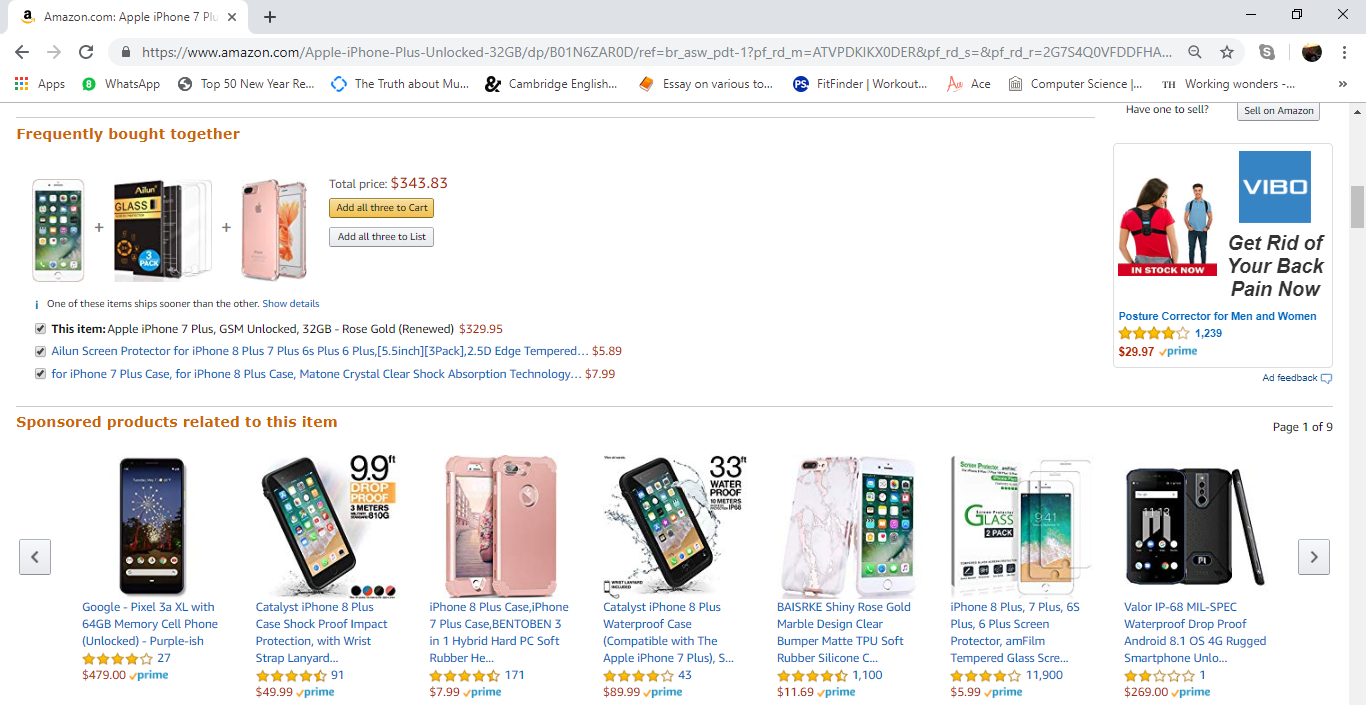 Amazon.com: Apple iPhone 7 Plu
https://www.amazon.com/Apple-iPhone-Plus-Unlocked-32GB/dp/B01N6ZAR0D/ref=br_asw_pdt-1?pf_rd_m=ATVPDKIKX0DER&pf_rd_s=&pf_rd_r=2G7S4Q0VFDDFHA...
Apps WhatsApp Top 50 New Year Re... The Truth about Mu... Cambridge English... Essay on various to... FitFinder | Workout... Ace Computer Science |... Working wonders -... »
Have one to sell? Sell on Amazon
Frequently bought together
Ailun
GLASS
3 PACK
Total price: $343.83
Add all three to Cart
Add all three to List
One of these items ships sooner than the other. Show details
This item: Apple iPhone 7 Plus, GSM Unlocked, 32GB - Rose Gold (Renewed) $329.95
Ailun Screen Protector for iPhone 8 Plus 7 Plus 6s Plus 6 Plus,[5.5inch][3Pack],2.5D Edge Tempered… $5.89
for iPhone 7 Plus Case, for iPhone 8 Plus Case, Matone Crystal Clear Shock Absorption Technology… $7.99
VIBO
IN STOCK NOW
Get Rid of
Your Back
Pain Now
Posture Corrector for Men and Women
1,239
$29.97 prime
Ad feedback
Sponsored products related to this item
Page 1 of 9
Google - Pixel 3a XL with
64GB Memory Cell Phone
(Unlocked) - Purple-ish
27
$479.00 prime
9.9ft
DROP
PROOF
3 METERS
810G
Catalyst iPhone 8 Plus
Case Shock Proof Impact
Protection, with Wrist
Strap Lanyard...
91
$49.99 prime
iPhone 8 Plus Case,iPhone
7 Plus Case,BENTOBEN 3
in 1 Hybrid Hard PC Soft
Rubber He...
171
$7.99 prime
33ft
WATER
PROOF
10 METERS
IP68
Catalyst iPhone 8 Plus
Waterproof Case
(Compatible with The
Apple iPhone 7 Plus), S...
43
$89.99 prime
BAISRKE Shiny Rose Gold
Marble Design Clear
Bumper Matte TPU Soft
Rubber Silicone C...
1,100
$11.69 prime
Screen Protector
GLASS
2 PACK
9:41
iPhone 8 Plus, 7 Plus, 6S
Plus, 6 Plus Screen
Protector, amFilm
Tempered Glass Scre...
11,900
$5.99 prime
11:13
Valor IP-68 MIL-SPEC
Waterproof Drop Proof
Android 8.1 OS 4G Rugged
Smartphone Unlo...
1
$269.00 prime